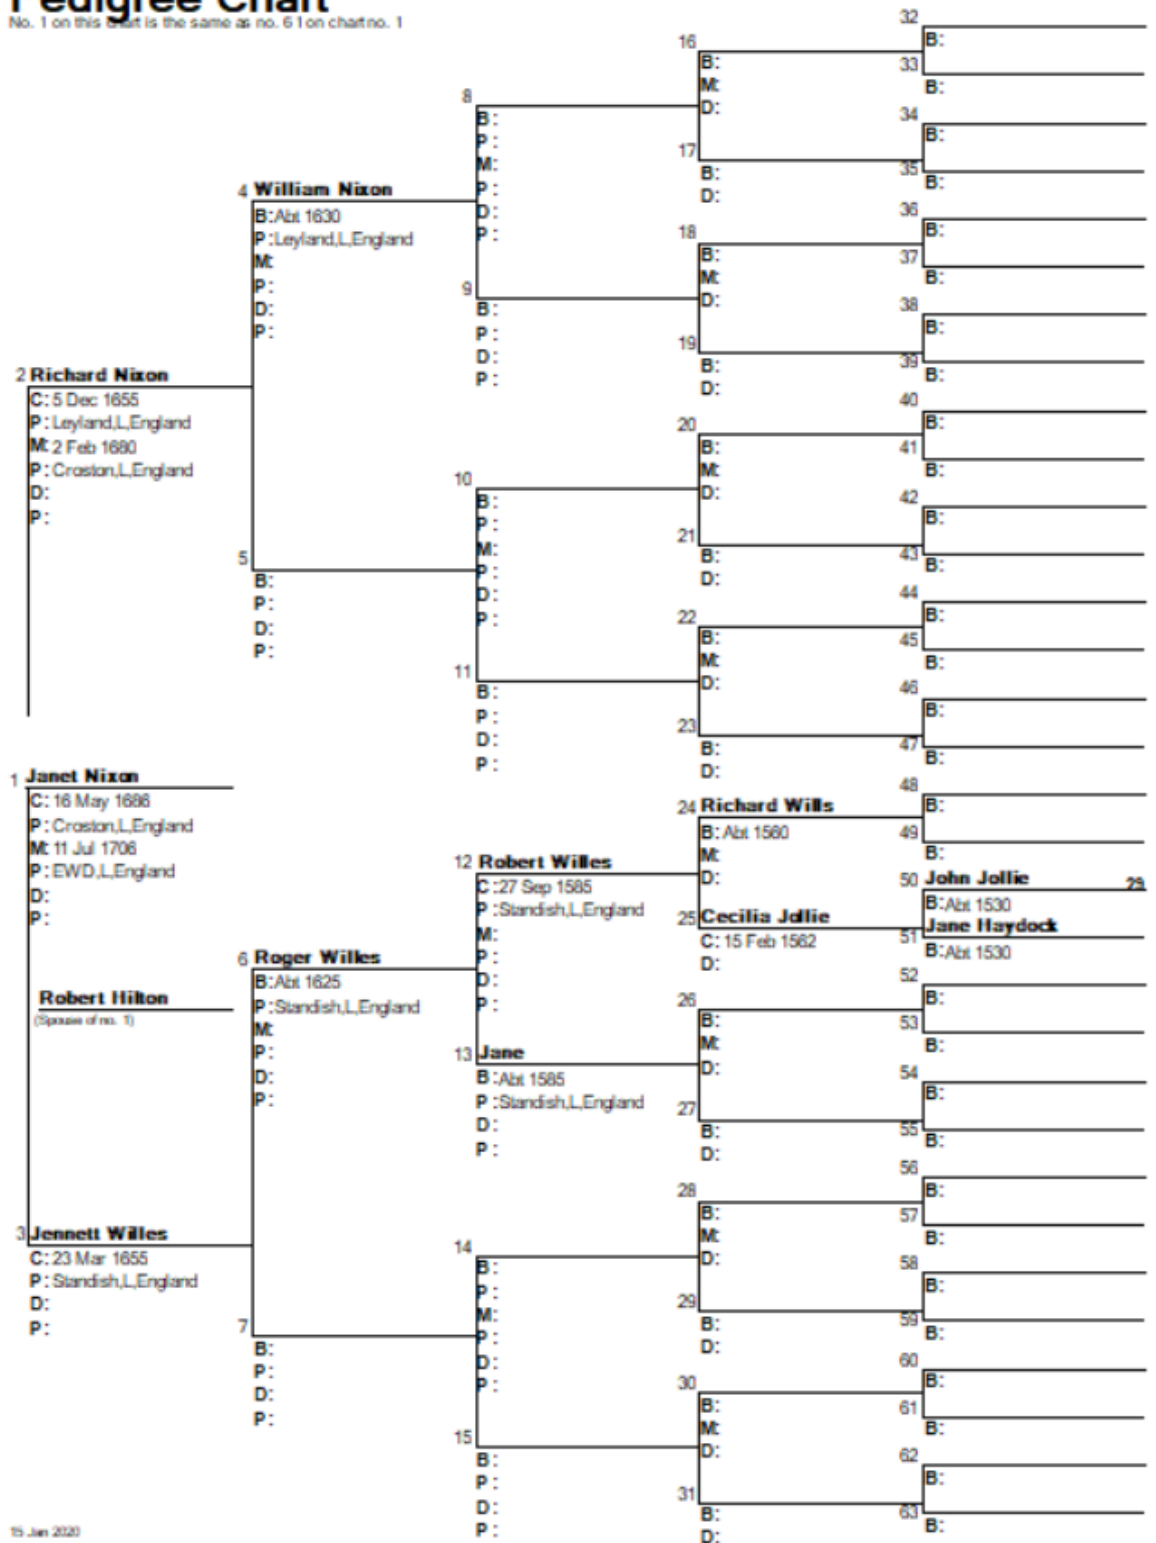 Pedigree Chart
No. 1 on this chart is the same as no. 61 on chart no. 1
2 Richard Nixon
C: 5 Dec 1655
P: Leyland,L,England
M: 2 Feb 1680
P: Croston,L,England
D:
P:
1 Janet Nixon
C: 16 May 1686
P: Croston,L,England
M: 11 Jul 1706
P: EWD,L,England
D:
P:
Robert Hilton
(Spouse of no. 1)
3 Jennett Willes
C: 23 Mar 1655
P: Standish,L,England
D:
P:
15 Jan 2020
4 William Nixon
B: Abt 1630
P: Leyland,L,England
M:
P:
D:
P:
5
B:
P:
D:
P:
6 Roger Willes
B: Abt 1625
P: Standish,L,England
M:
P:
D:
P:
7
B:
P:
D:
P:
8
B:
P:
M:
P:
D:
P:
9
B:
P:
D:
P:
10
B:
P:
M:
P:
D:
P:
11
B:
P:
D:
P:
12 Robert Willes
C: 27 Sep 1585
P: Standish,L,England
M:
P:
D:
P:
13 Jane
B: Abt 1585
P: Standish,L,England
D:
P:
14
B:
P:
M:
P:
D:
P:
15
B:
P:
D:
P:
16
B:
M:
D:
17
B:
D:
18
B:
M:
D:
19
B:
D:
20
B:
M:
D:
21
B:
D:
22
B:
M:
D:
23
B:
D:
24 Richard Wills
B: Abt 1560
M:
D:
25 Cecilia Jollie
C: 15 Feb 1562
D:
26
B:
M:
D:
27
B:
D:
28
B:
M:
D:
29
B:
D:
30
B:
M:
D:
31
B:
D:
32
B:
33
B:
34
B:
35
B:
36
B:
37
B:
38
B:
39
B:
40
B:
41
B:
42
B:
43
B:
44
B:
45
B:
46
B:
47
B:
48
B:
49
B:
50 John Jollie 29
B: Abt 1530
51 Jane Haydock
B: Abt 1530
52
B:
53
B:
54
B:
55
B:
56
B:
57
B:
58
B:
59
B:
60
B:
61
B:
62
B:
63
B: